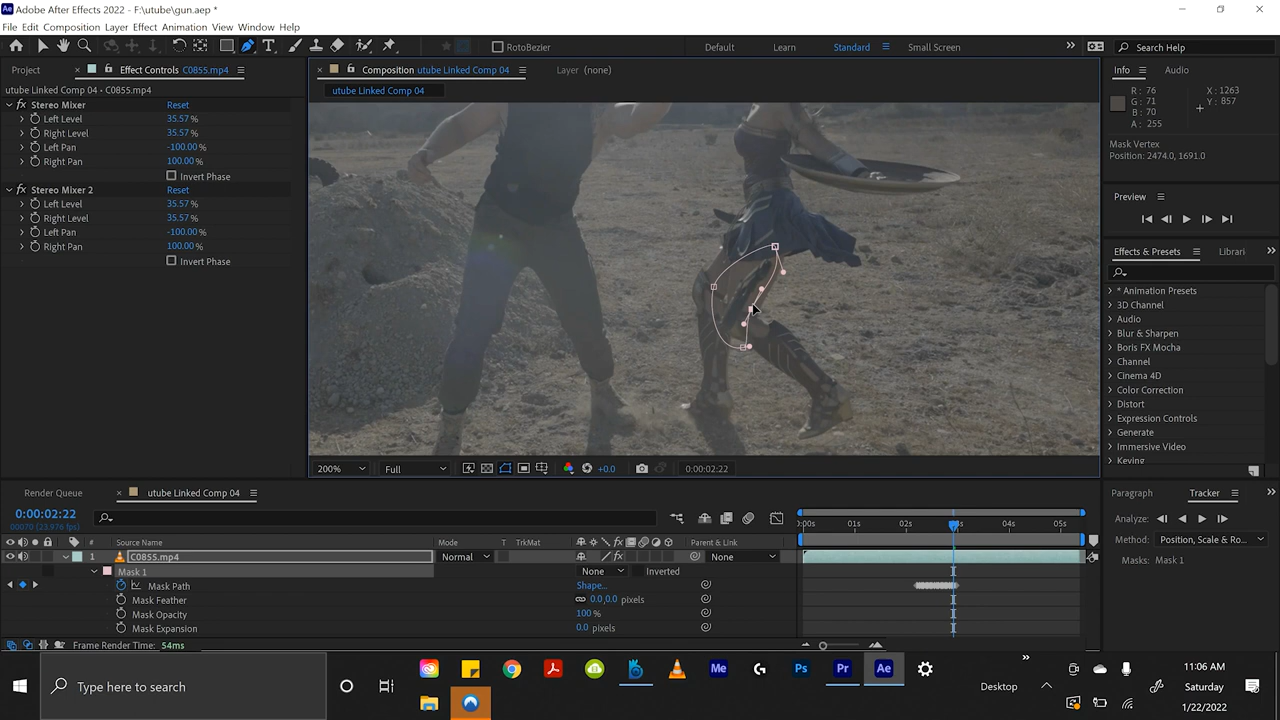 Adobe After Effects 2022 - F:\utube\gun.aep *
File Edit Composition Layer Effect Animation View Window Help
RotoBezier
Default Learn Standard Small Screen
Search Help
Project
Effect Controls C0855.mp4
utube Linked Comp 04 • C0855.mp4
Stereo Mixer Reset
Left Level 35.57 %
Right Level 35.57 %
Left Pan -100.00 %
Right Pan 100.00 %
Invert Phase
Stereo Mixer 2 Reset
Left Level 35.57 %
Right Level 35.57 %
Left Pan -100.00 %
Right Pan 100.00 %
Invert Phase
Composition utube Linked Comp 04
Layer (none)
utube Linked Comp 04
200% Full +0.0 0:00:02:22
Info Audio
R : 76
G : 71
B : 70
A : 255
X : 1263
Y : 857
Mask Vertex
Position: 2474.0, 1691.0
Preview
Effects & Presets Librari
* Animation Presets
3D Channel
Audio
Blur & Sharpen
Boris FX Mocha
Channel
Cinema 4D
Color Correction
Distort
Expression Controls
Generate
Immersive Video
Keying
Render Queue
utube Linked Comp 04
0:00:02:22
00070 (23.976 fps)
# Source Name Mode T TrkMat Parent & Link
1 C0855.mp4 Normal None
Mask 1 None Inverted
Mask Path Shape...
Mask Feather 0.0,0.0 pixels
Mask Opacity 100 %
Mask Expansion 0.0 pixels
:00s 01s 02s 03s 04s 05s
Frame Render Time: 54ms
Paragraph Tracker
Analyze:
Method: Position, Scale & Ro...
Masks: Mask 1
Type here to search
Me
Ps
Pr
Ae
Desktop
11:06 AM
Saturday
1/22/2022